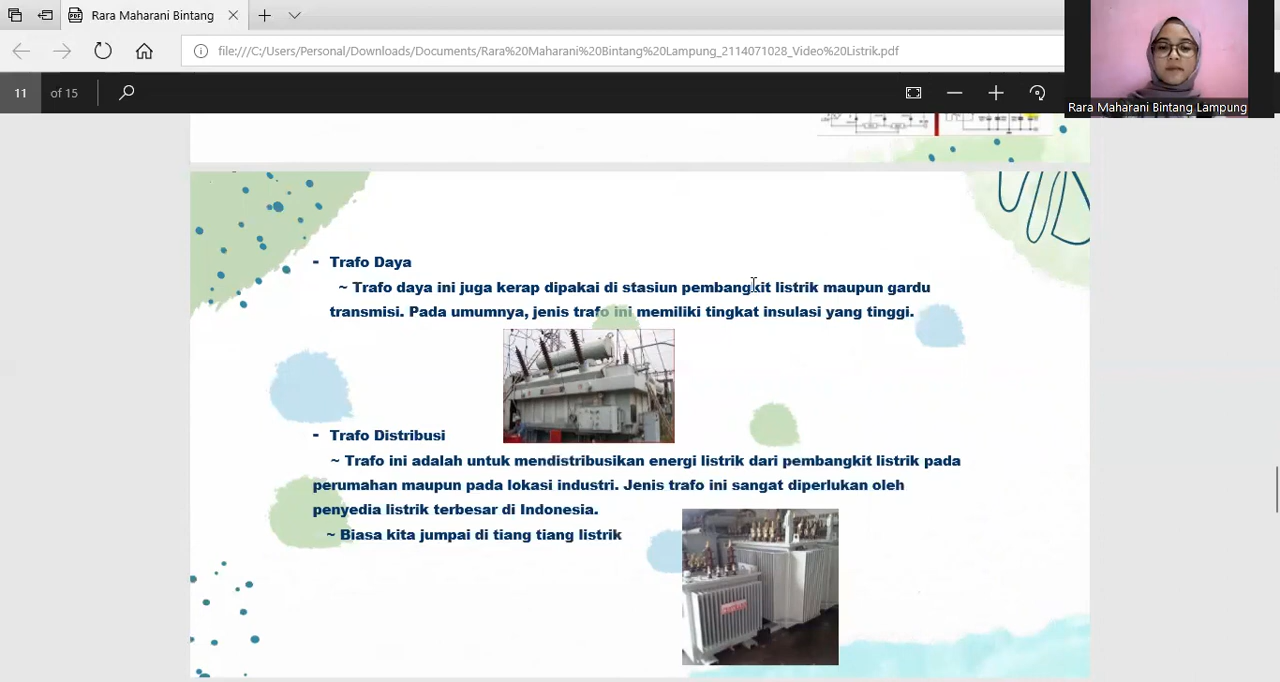 Rara Maharani Bintang
file:///C:/Users/Personal/Downloads/Documents/Rara%20Maharani%20Bintang%20Lampung_2114071028_Video%20Listrik.pdf
11 of 15
Rara Maharani Bintang Lampung
- Trafo Daya
~ Trafo daya ini juga kerap dipakai di stasiun pembangkit listrik maupun gardu
transmisi. Pada umumnya, jenis trafo ini memiliki tingkat insulasi yang tinggi.
- Trafo Distribusi
~ Trafo ini adalah untuk mendistribusikan energi listrik dari pembangkit listrik pada
perumahan maupun pada lokasi industri. Jenis trafo ini sangat diperlukan oleh
penyedia listrik terbesar di Indonesia.
~ Biasa kita jumpai di tiang tiang listrik